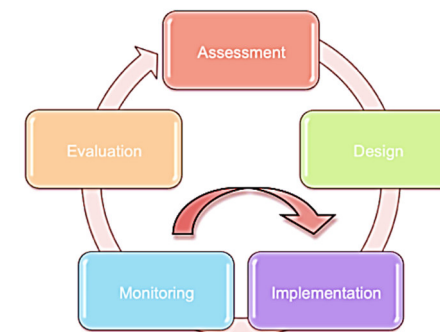 Assessment
Design
Implementation
Monitoring
Evaluation